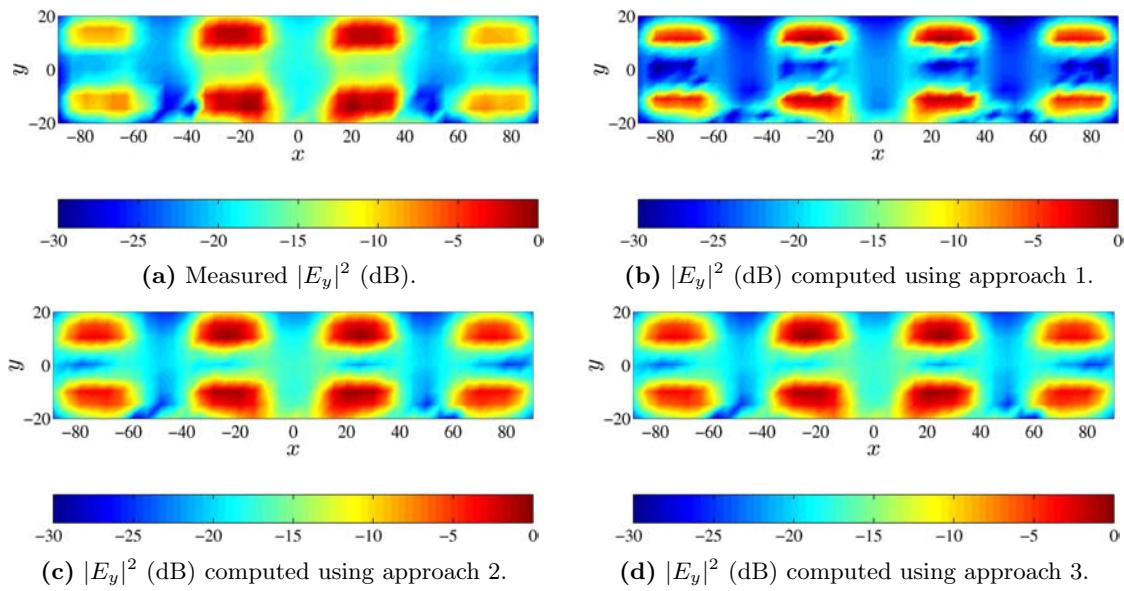 20
0
−20
y
−80 −60 −40 −20 0 20 40 60 80
x
−30 −25 −20 −15 −10 −5 0
(a) Measured |E_y|^2 (dB).
20
0
−20
y
−80 −60 −40 −20 0 20 40 60 80
x
−30 −25 −20 −15 −10 −5 0
(b) |E_y|^2 (dB) computed using approach 1.
20
0
−20
y
−80 −60 −40 −20 0 20 40 60 80
x
−30 −25 −20 −15 −10 −5 0
(c) |E_y|^2 (dB) computed using approach 2.
20
0
−20
y
−80 −60 −40 −20 0 20 40 60 80
x
−30 −25 −20 −15 −10 −5 0
(d) |E_y|^2 (dB) computed using approach 3.